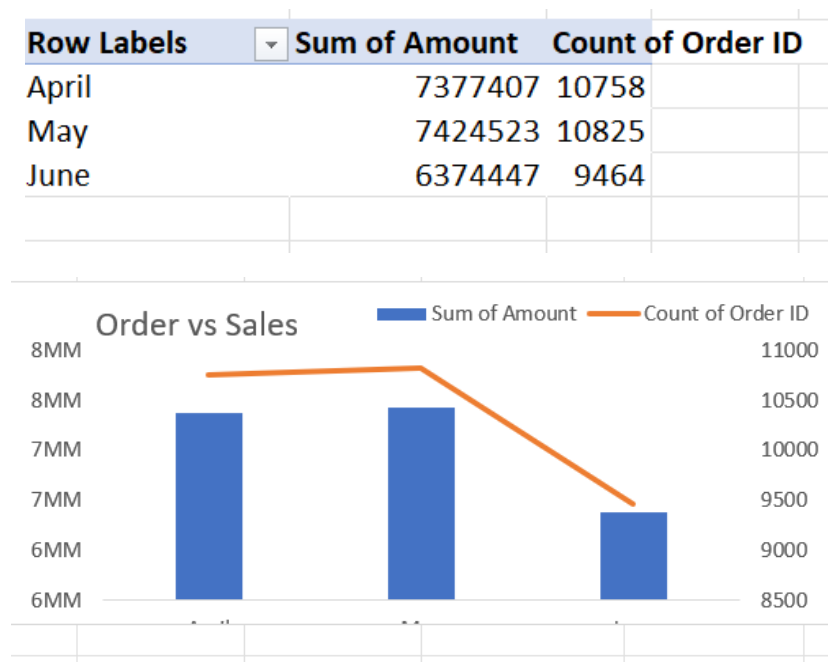 Row Labels Sum of Amount Count of Order ID
April 7377407 10758
May 7424523 10825
June 6374447 9464
Order vs Sales Sum of Amount Count of Order ID
8MM 11000
8MM 10500
7MM 10000
7MM 9500
6MM 9000
6MM 8500